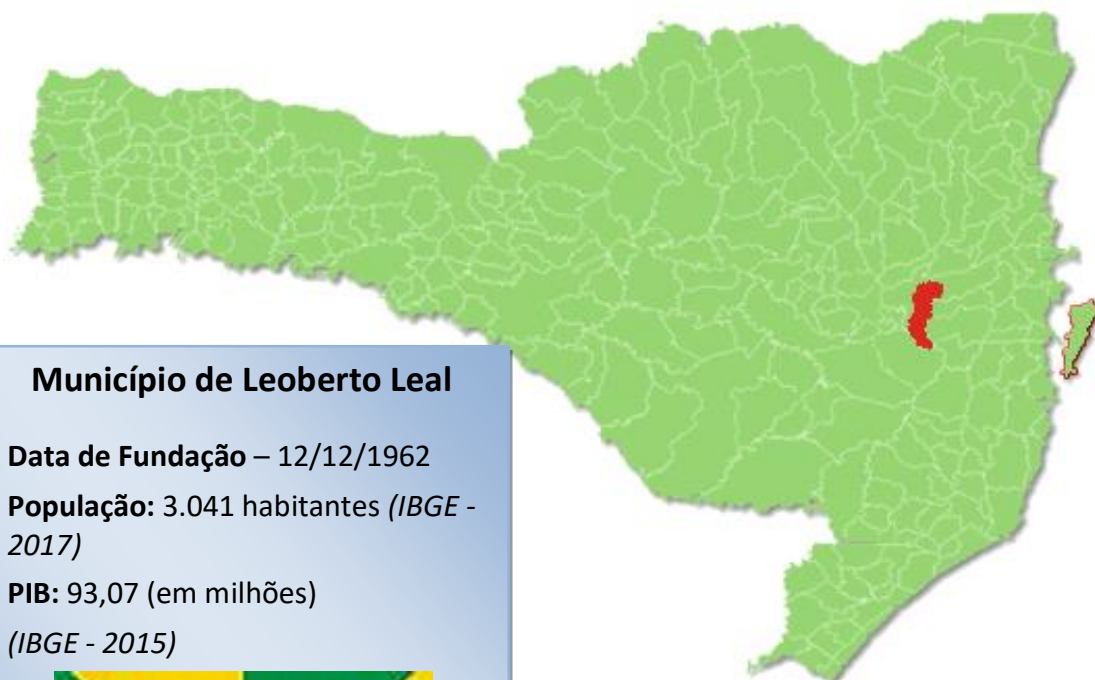 Município de Leoberto Leal
Data de Fundação – 12/12/1962
População: 3.041 habitantes (IBGE -
2017)
PIB: 93,07 (em milhões)
(IBGE - 2015)